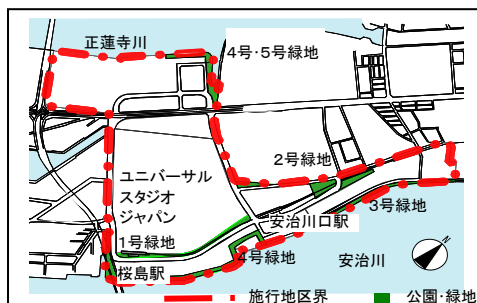 正蓮寺川
4号・5号緑地
2号緑地
ユニバーサル
スタジオ
ジャパン
安治川口駅
3号緑地
1号緑地
4号緑地
安治川
桜島駅
N
施行地区界
公園・緑地